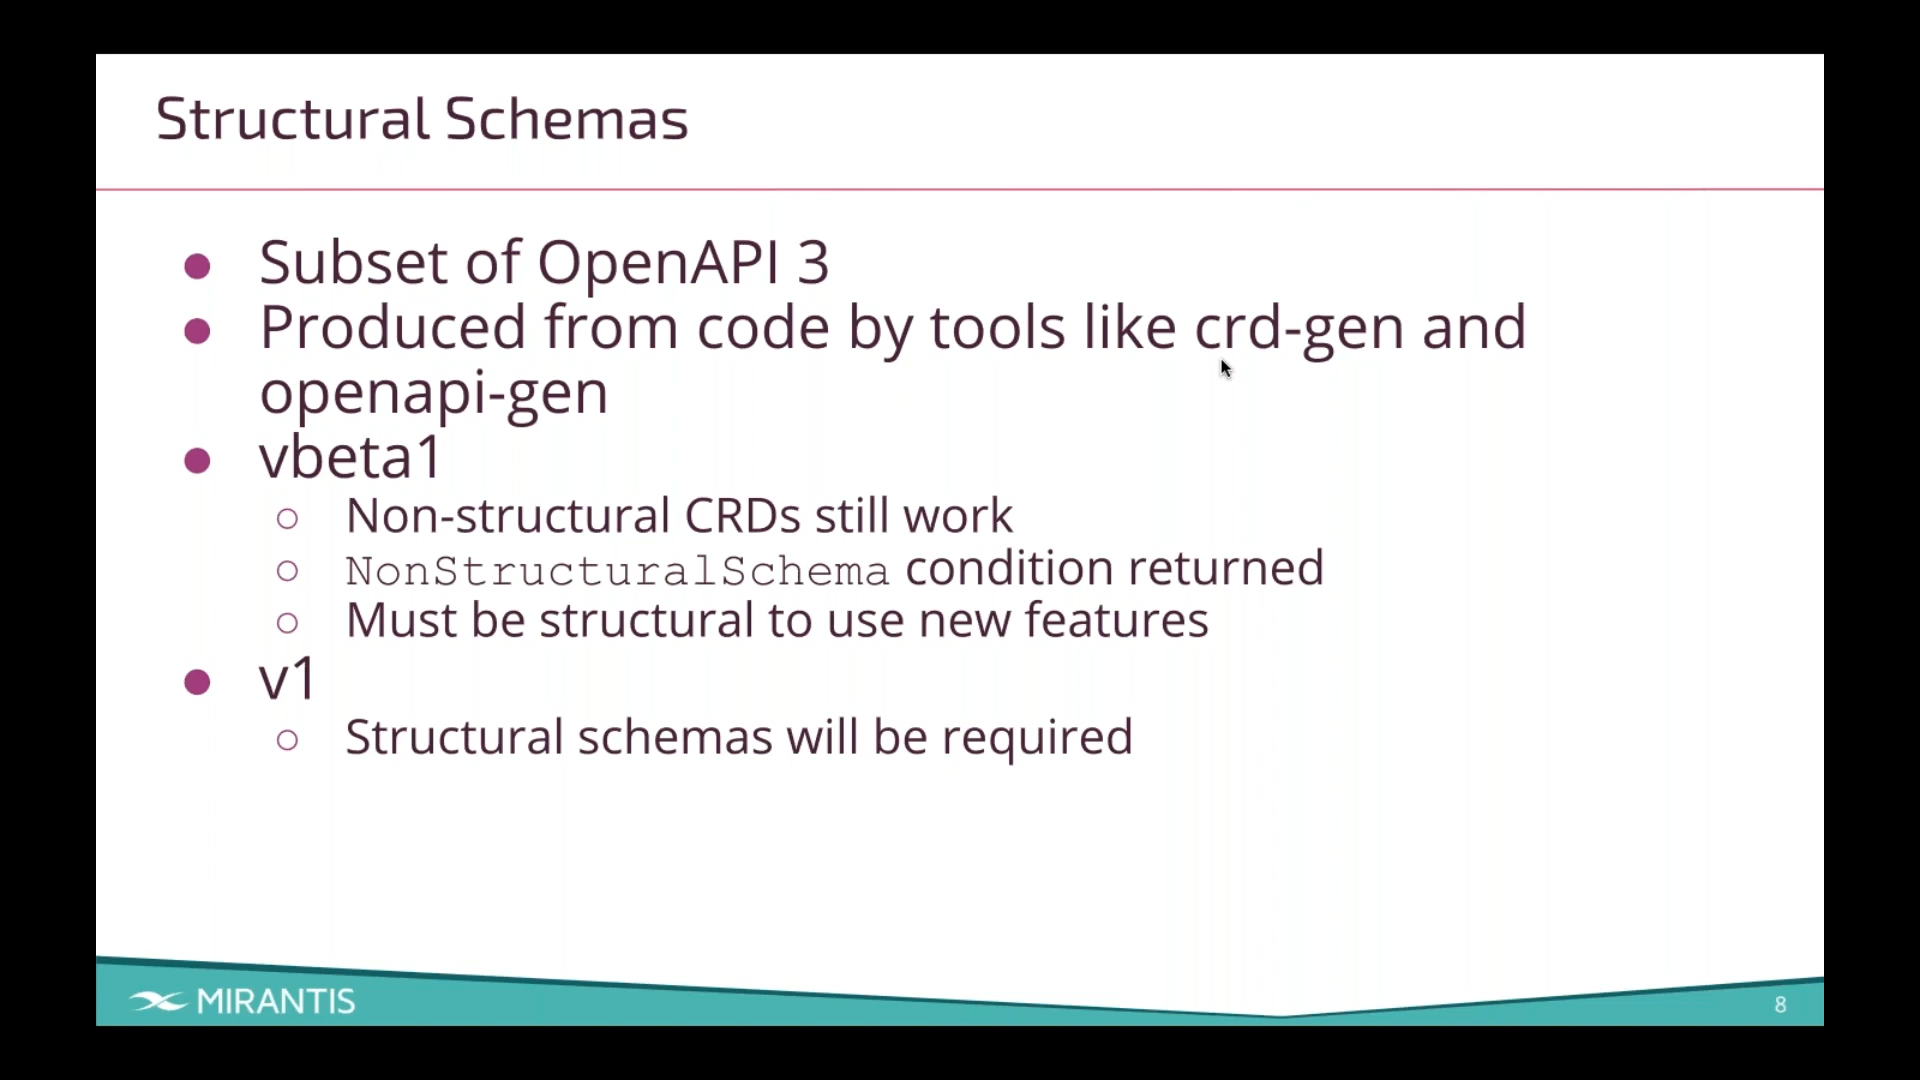 Structural Schemas
● Subset of OpenAPI 3
● Produced from code by tools like crd-gen and
openapi-gen
● vbeta1
○ Non-structural CRDs still work
○ NonStructuralSchema condition returned
○ Must be structural to use new features
● v1
○ Structural schemas will be required
MIRANTIS
8